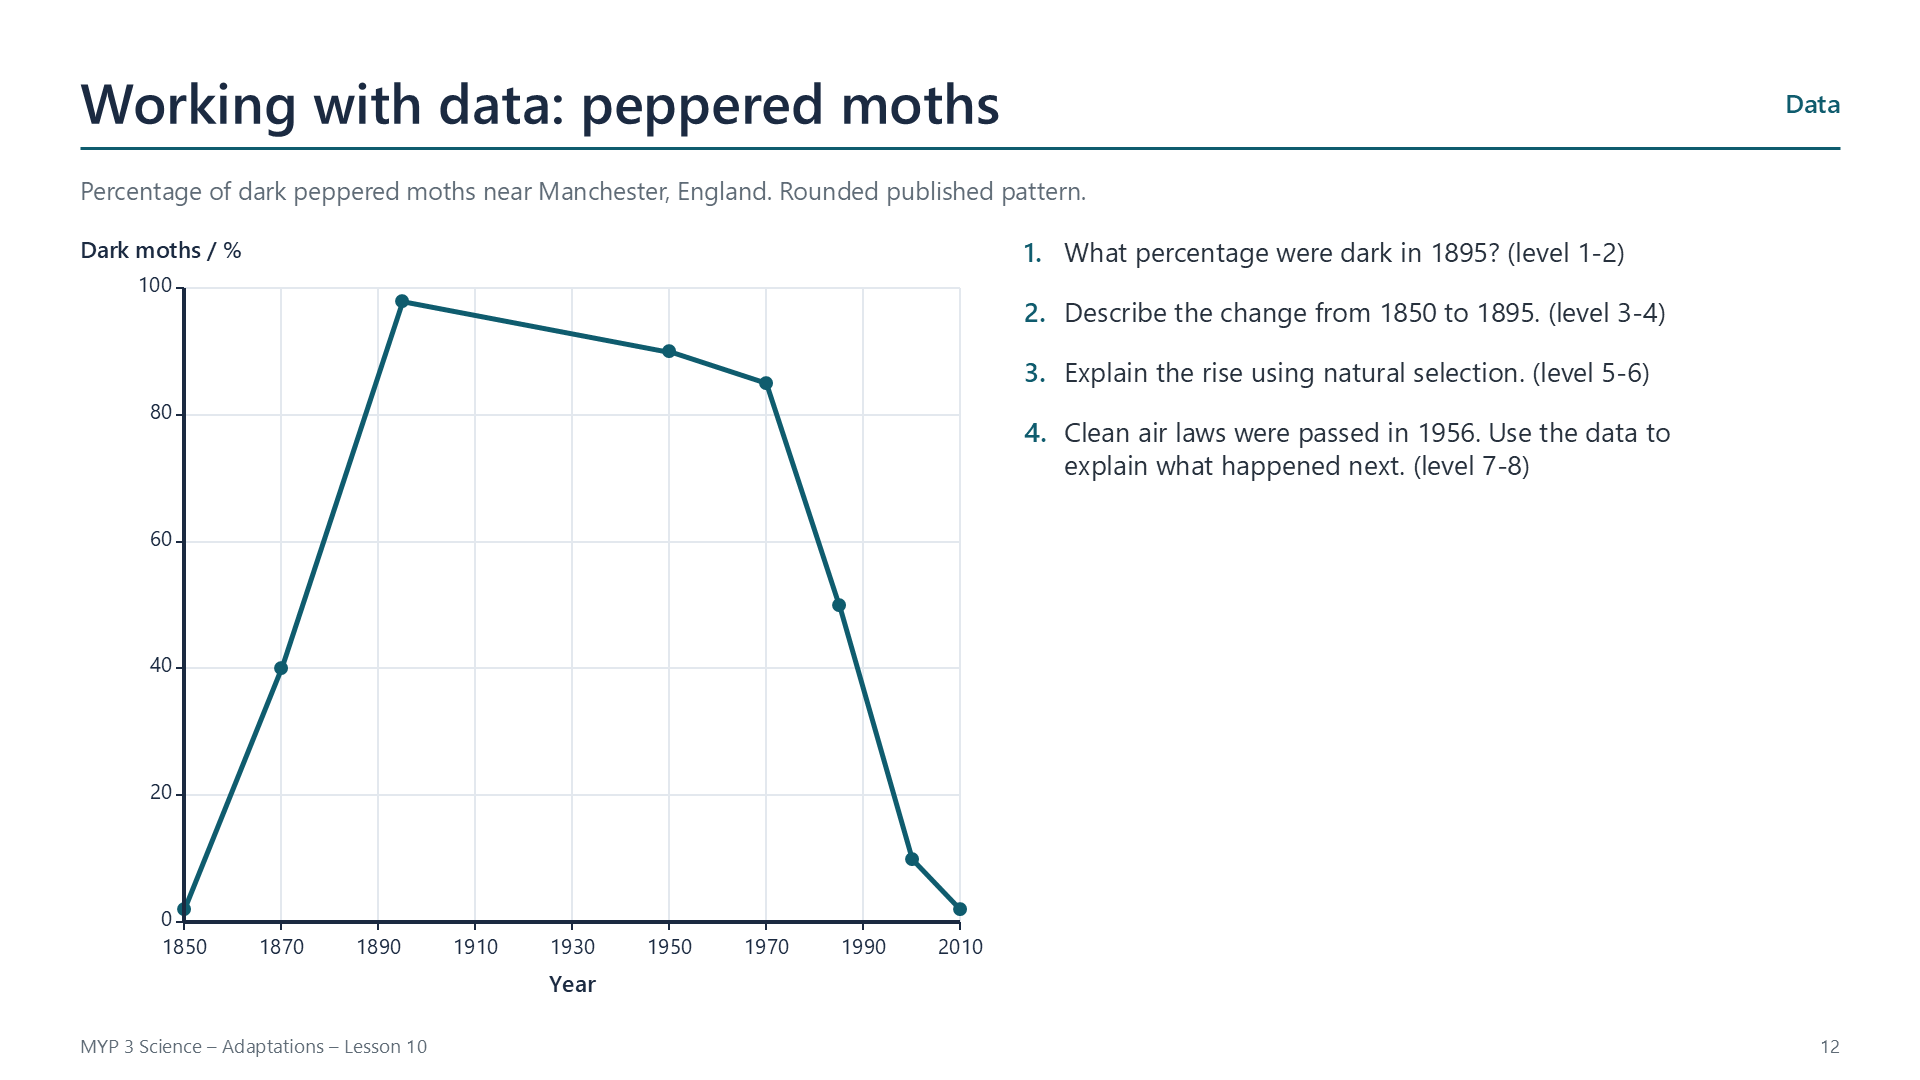 Working with data: peppered moths
Data
Percentage of dark peppered moths near Manchester, England. Rounded published pattern.
Dark moths / %
100
80
60
40
20
0
1850 1870 1890 1910 1930 1950 1970 1990 2010
Year
1. What percentage were dark in 1895? (level 1-2)
2. Describe the change from 1850 to 1895. (level 3-4)
3. Explain the rise using natural selection. (level 5-6)
4. Clean air laws were passed in 1956. Use the data to
explain what happened next. (level 7-8)
MYP 3 Science – Adaptations – Lesson 10
12